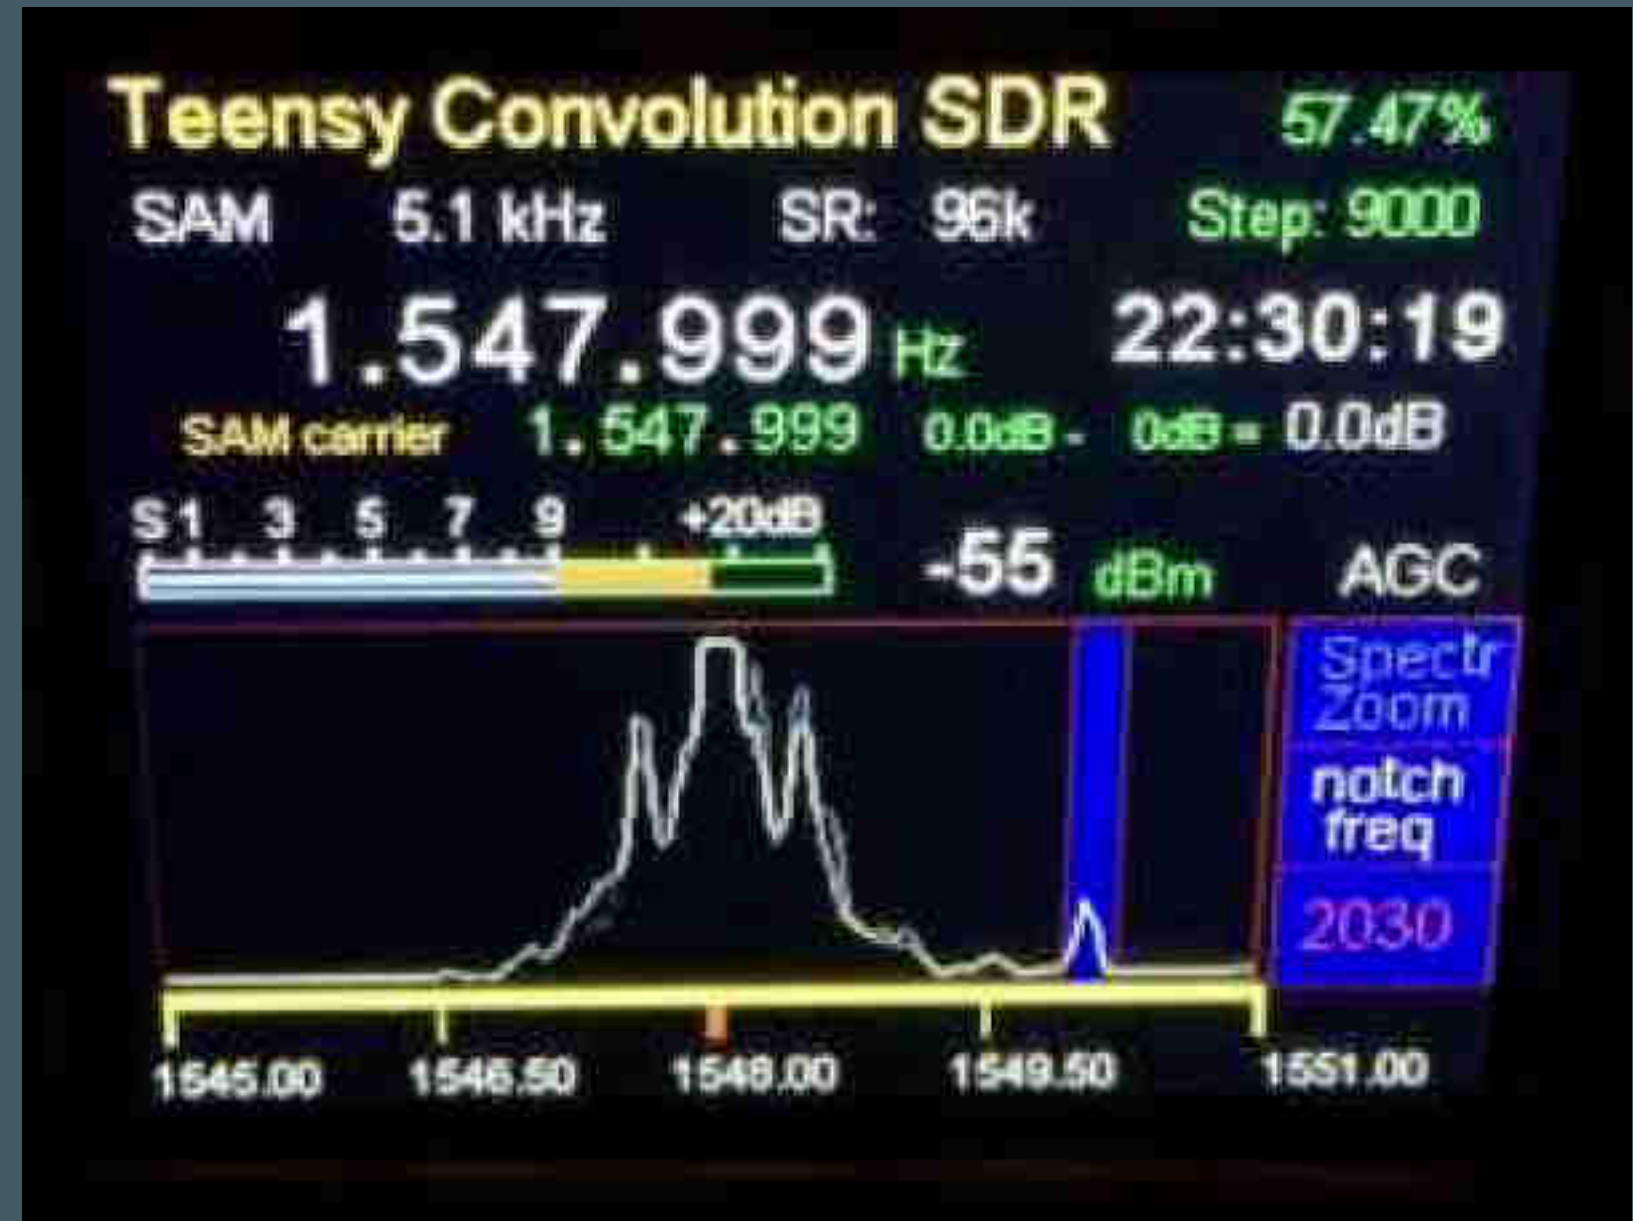 Teensy Convolution SDR 57.47%
SAM 5.1 kHz SR: 96k Step: 9000
1.547.999 Hz 22:30:19
SAM carrier 1.547.999 0.0dB - 0dB = 0.0dB
S 1 3 5 7 9 +20dB
-55 dBm AGC
Spectr
Zoom
notch
freq
2030
1545.00 1546.50 1548.00 1549.50 1551.00